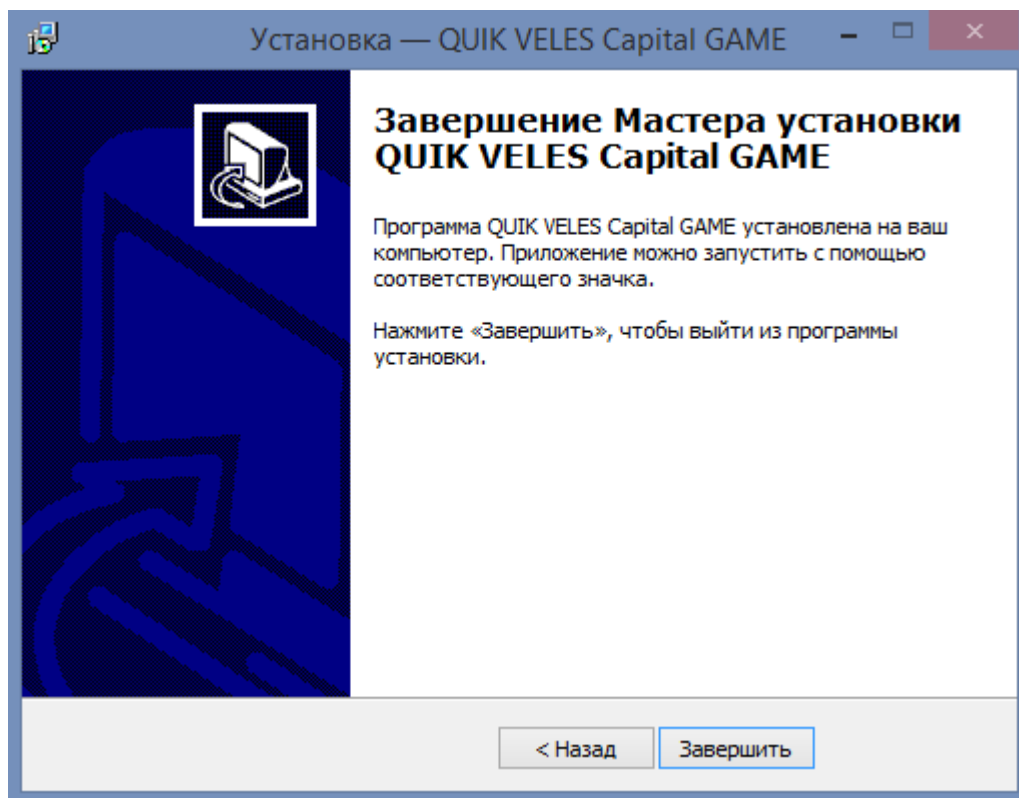 Установка — QUIK VELES Capital GAME
Завершение Мастера установки
QUIK VELES Capital GAME
Программа QUIK VELES Capital GAME установлена на ваш
компьютер. Приложение можно запустить с помощью
соответствующего значка.
Нажмите «Завершить», чтобы выйти из программы
установки.
< Назад
Завершить